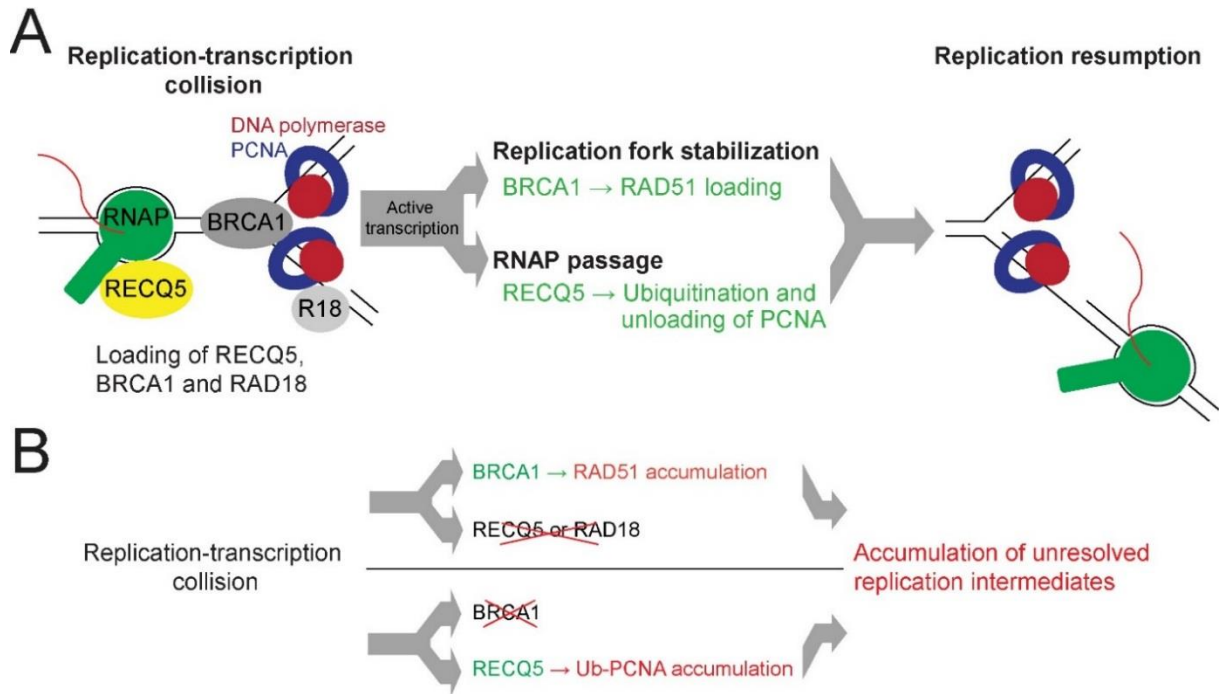 A
Replication-transcription
collision
DNA polymerase
PCNA
RNAP
BRCA1
RECQ5
R18
Loading of RECQ5,
BRCA1 and RAD18
Active
transcription
Replication fork stabilization
BRCA1 → RAD51 loading
RNAP passage
RECQ5 → Ubiquitination and
unloading of PCNA
Replication resumption
B
Replication-transcription
collision
BRCA1 → RAD51 accumulation
RECQ5 or RAD18
BRCA1
RECQ5 → Ub-PCNA accumulation
Accumulation of unresolved
replication intermediates